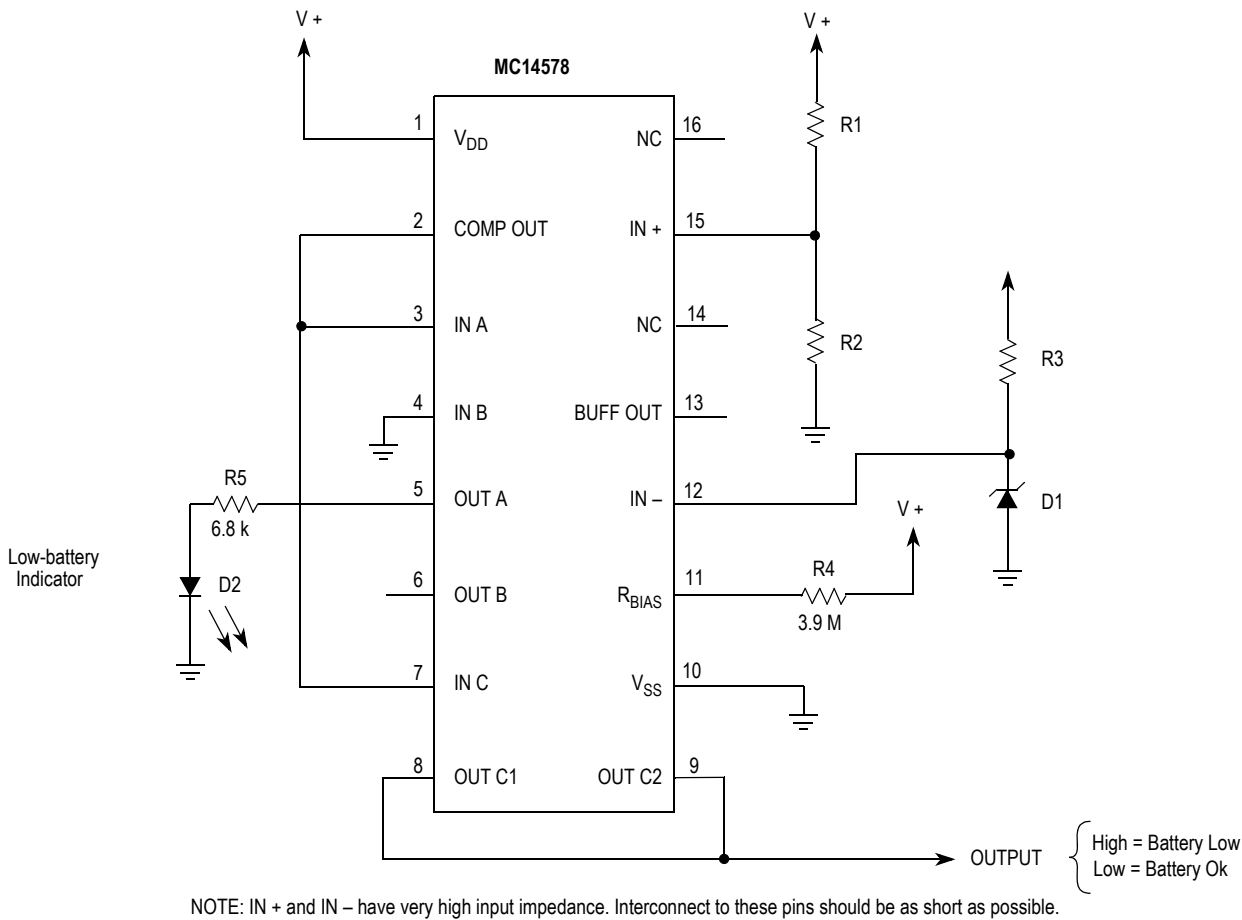 V +
V +
MC14578
1
VDD
NC
16
R1
2
COMP OUT
IN +
15
3
IN A
NC
14
R2
R3
4
IN B
BUFF OUT
13
R5
6.8 k
5
OUT A
IN –
12
D1
V +
Low-battery
Indicator
D2
6
OUT B
RBIAS
11
R4
3.9 M
7
IN C
VSS
10
8
OUT C1
OUT C2
9
OUTPUT
High = Battery Low
Low = Battery Ok
NOTE: IN + and IN – have very high input impedance. Interconnect to these pins should be as short as possible.